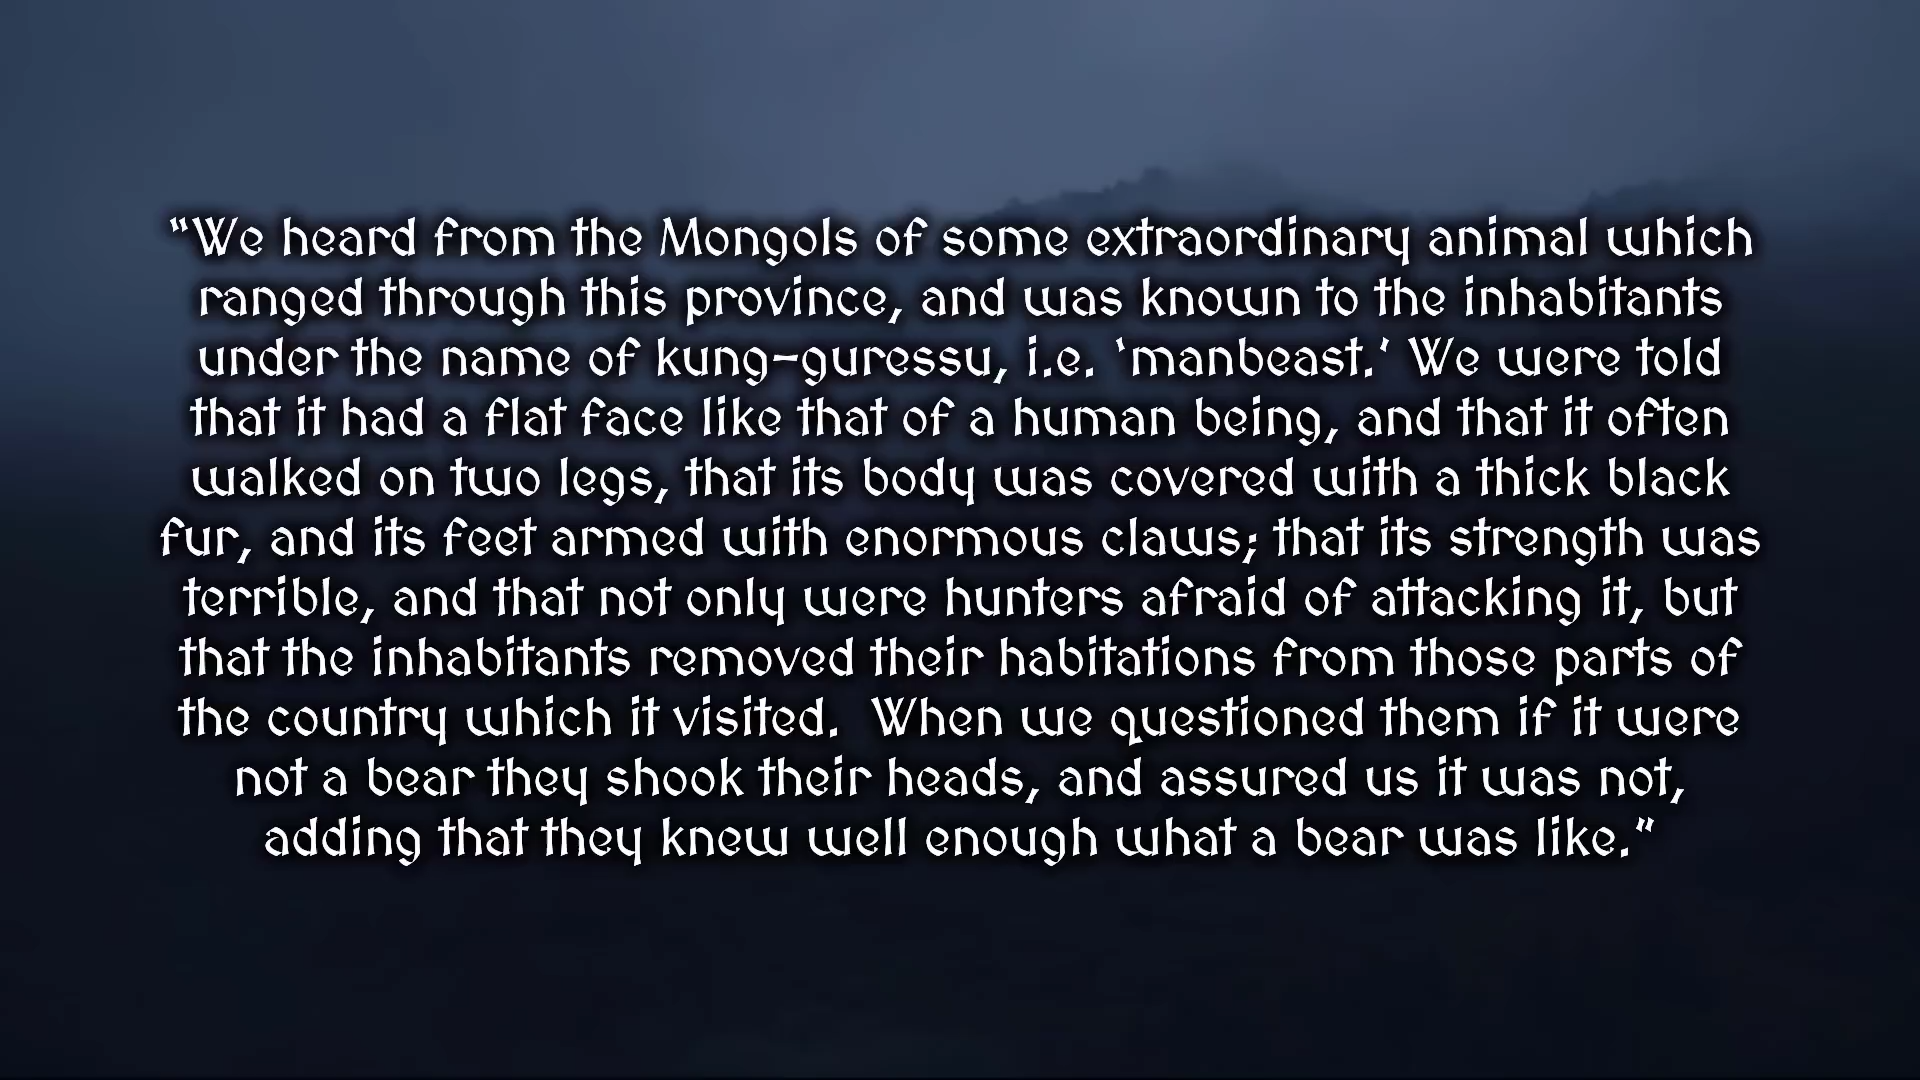 "We heard from the Mongols of some extraordinary animal which
ranged through this province, and was known to the inhabitants
under the name of kung-guressu, i.e. 'manbeast.' We were told
that it had a flat face like that of a human being, and that it often
walked on two legs, that its body was covered with a thick black
fur, and its feet armed with enormous claws; that its strength was
terrible, and that not only were hunters afraid of attacking it, but
that the inhabitants removed their habitations from those parts of
the country which it visited.  When we questioned them if it were
not a bear they shook their heads, and assured us it was not,
adding that they knew well enough what a bear was like."